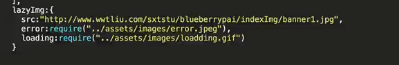 },
lazyImg:{
src:"http://www.wwtliu.com/sxtstu/blueberrypai/indexImg/banner1.jpg",
error:require("../assets/images/error.jpeg"),
loading:require("../assets/images/loadding.gif")
}